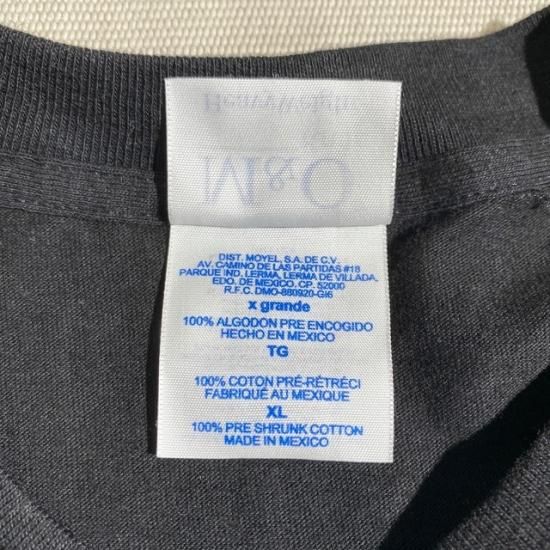 HeavyWeight
M&O
DIST. MOYEL, S.A. DE C.V.
AV. CAMINO DE LAS PARTIDAS #18
PARQUE IND. LERMA, LERMA DE VILLADA,
EDO. DE MEXICO. CP. 52000
R.F.C. DMO-880920-GI6
x grande
100% ALGODON PRE ENCOGIDO
HECHO EN MEXICO
TG
100% COTON PRÉ-RÉTRÉCI
FABRIQUÉ AU MEXIQUE
XL
100% PRE SHRUNK COTTON
MADE IN MEXICO